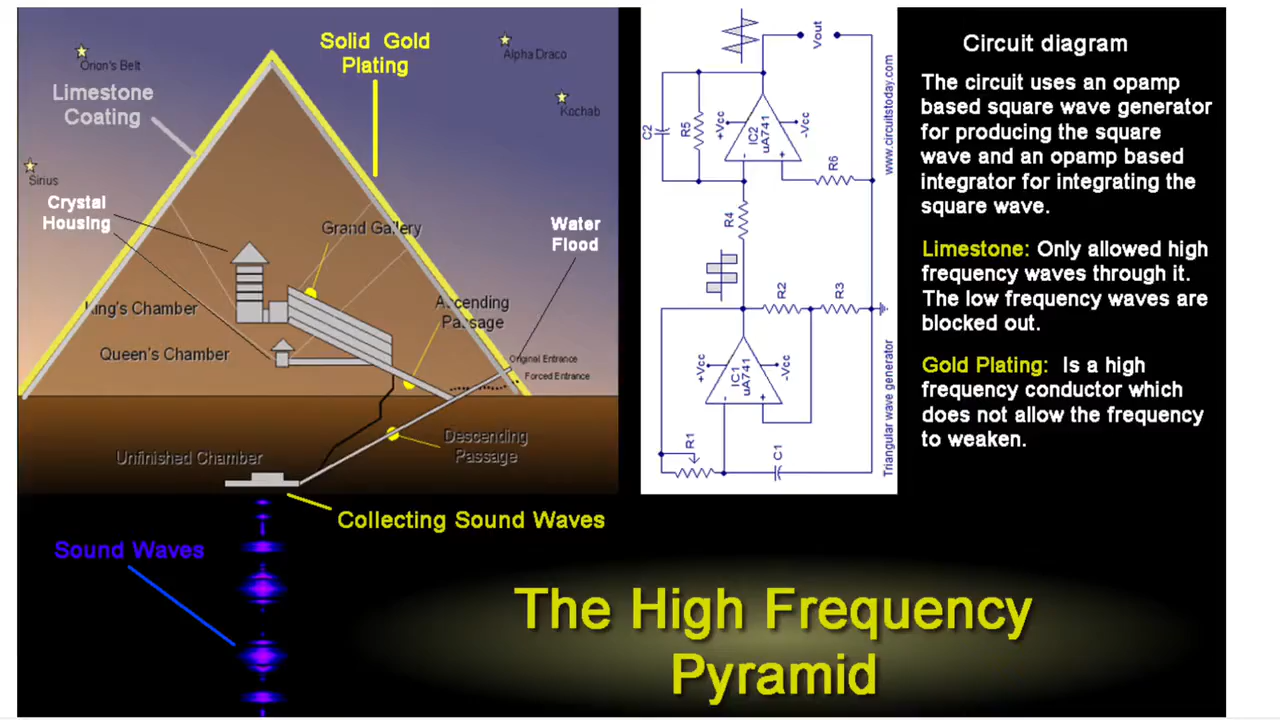 Solid Gold
Plating
Orion's Belt
Alpha Draco
Limestone
Coating
Kochab
Sirius
Crystal
Housing
Grand Gallery
Water
Flood
King's Chamber
Ascending
Passage
Queen's Chamber
Original Entrance
Forced Entrance
Unfinished Chamber
Descending
Passage
Collecting Sound Waves
Sound Waves
The High Frequency
Pyramid
Vout
C2
R5
+Vcc
IC2
uA741
-Vcc
-
+
R6
R4
R2
R3
+Vcc
IC1
uA741
-Vcc
-
+
R1
C1
www.circuitstoday.com
Triangular wave generator
Circuit diagram
The circuit uses an opamp
based square wave generator
for producing the square
wave and an opamp based
integrator for integrating the
square wave.
Limestone: Only allowed high
frequency waves through it.
The low frequency waves are
blocked out.
Gold Plating: Is a high
frequency conductor which
does not allow the frequency
to weaken.